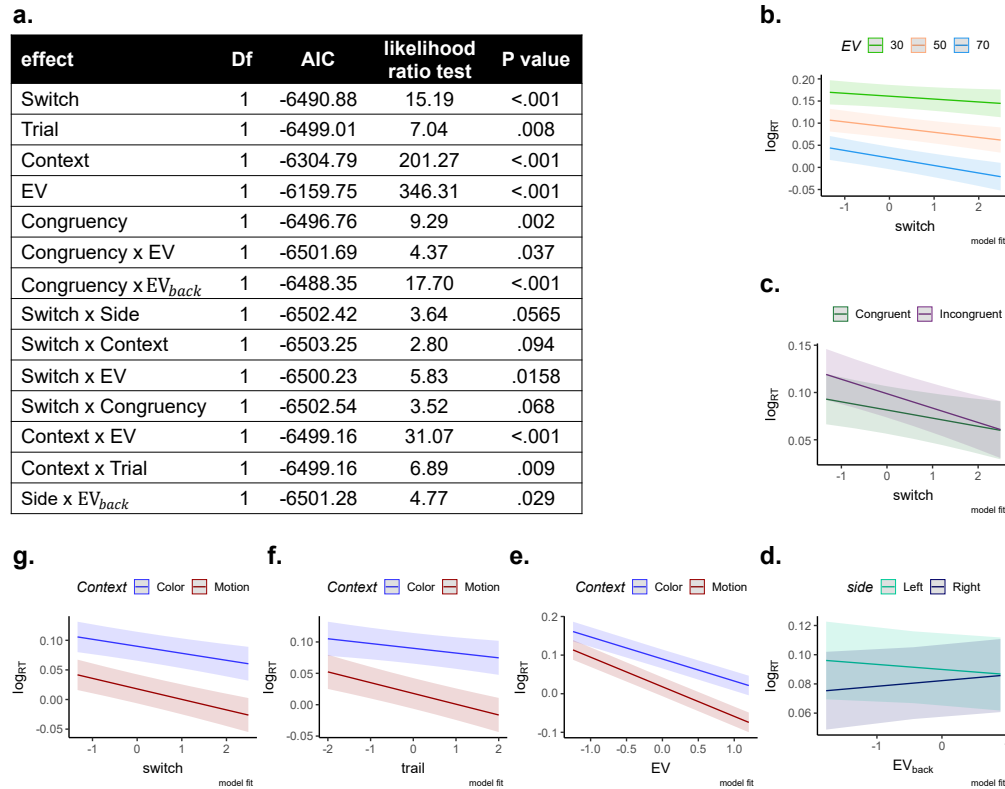 a.
effect Df AIC likelihood ratio test P value
Switch 1 -6490.88 15.19 <.001
Trial 1 -6499.01 7.04 .008
Context 1 -6304.79 201.27 <.001
EV 1 -6159.75 346.31 <.001
Congruency 1 -6496.76 9.29 .002
Congruency x EV 1 -6501.69 4.37 .037
Congruency x EVback 1 -6488.35 17.70 <.001
Switch x Side 1 -6502.42 3.64 .0565
Switch x Context 1 -6503.25 2.80 .094
Switch x EV 1 -6500.23 5.83 .0158
Switch x Congruency 1 -6502.54 3.52 .068
Context x EV 1 -6499.16 31.07 <.001
Context x Trial 1 -6499.16 6.89 .009
Side x EVback 1 -6501.28 4.77 .029
b.
EV 30 50 70
logRT
0.20
0.15
0.10
0.05
0.00
-0.05
-1 0 1 2
switch
model fit
c.
Congruent Incongruent
logRT
0.15
0.10
0.05
-1 0 1 2
switch
model fit
g.
Context Color Motion
logRT
0.10
0.05
0.00
-0.05
-1 0 1 2
switch
model fit
f.
Context Color Motion
logRT
0.10
0.05
0.00
-0.05
-2 -1 0 1 2
trail
model fit
e.
Context Color Motion
logRT
0.2
0.1
0.0
-0.1
-1.0 -0.5 0.0 0.5 1.0
EV
model fit
d.
side Left Right
logRT
0.12
0.10
0.08
0.06
-1 0
EVback
model fit